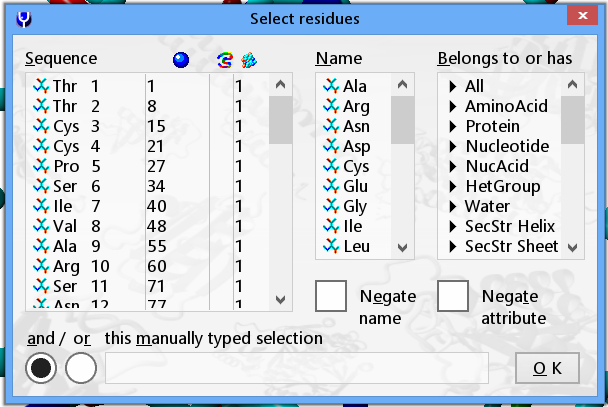 Select residues
Sequence
Thr 1 1 1
Thr 2 8 1
Cys 3 15 1
Cys 4 21 1
Pro 5 27 1
Ser 6 34 1
Ile 7 40 1
Val 8 48 1
Ala 9 55 1
Arg 10 60 1
Ser 11 71 1
Asn 12 77 1
Name
Ala
Arg
Asn
Asp
Cys
Glu
Gly
Ile
Leu
Belongs to or has
All
AminoAcid
Protein
Nucleotide
NucAcid
HetGroup
Water
SecStr Helix
SecStr Sheet
Negate
name
Negate
attribute
and / or this manually typed selection
O K